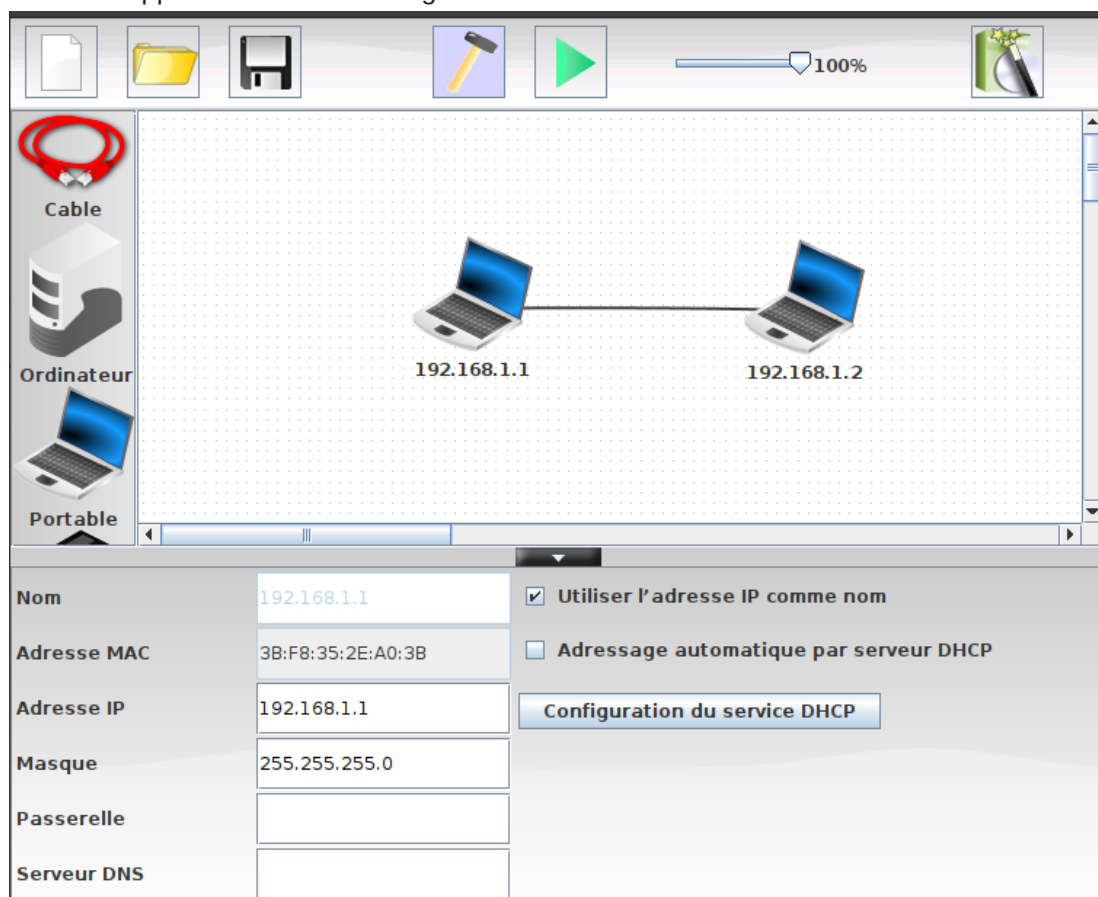 100%
Cable
Ordinateur
Portable
192.168.1.1
192.168.1.2
Nom
192.168.1.1
Utiliser l'adresse IP comme nom
Adresse MAC
3B:F8:35:2E:A0:3B
Adressage automatique par serveur DHCP
Adresse IP
192.168.1.1
Configuration du service DHCP
Masque
255.255.255.0
Passerelle
Serveur DNS